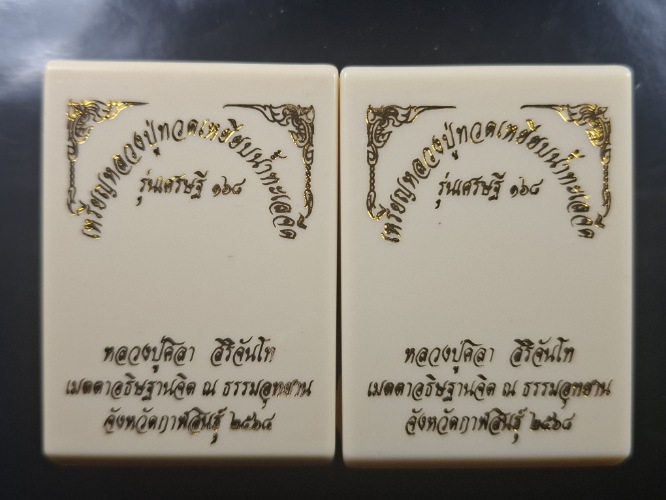 เหรียญหลวงปู่ทวดเหยียบน้ำทะเลจืด
รุ่นเศรษฐี ๑๖๘
หลวงปู่ศิลา สิริจันโท
เมตตาอธิษฐานจิต ณ ธรรมอุทยาน
จังหวัดกาฬสินธุ์ ๒๕๖๘
เหรียญหลวงปู่ทวดเหยียบน้ำทะเลจืด
รุ่นเศรษฐี ๑๖๘
หลวงปู่ศิลา สิริจันโท
เมตตาอธิษฐานจิต ณ ธรรมอุทยาน
จังหวัดกาฬสินธุ์ ๒๕๖๘